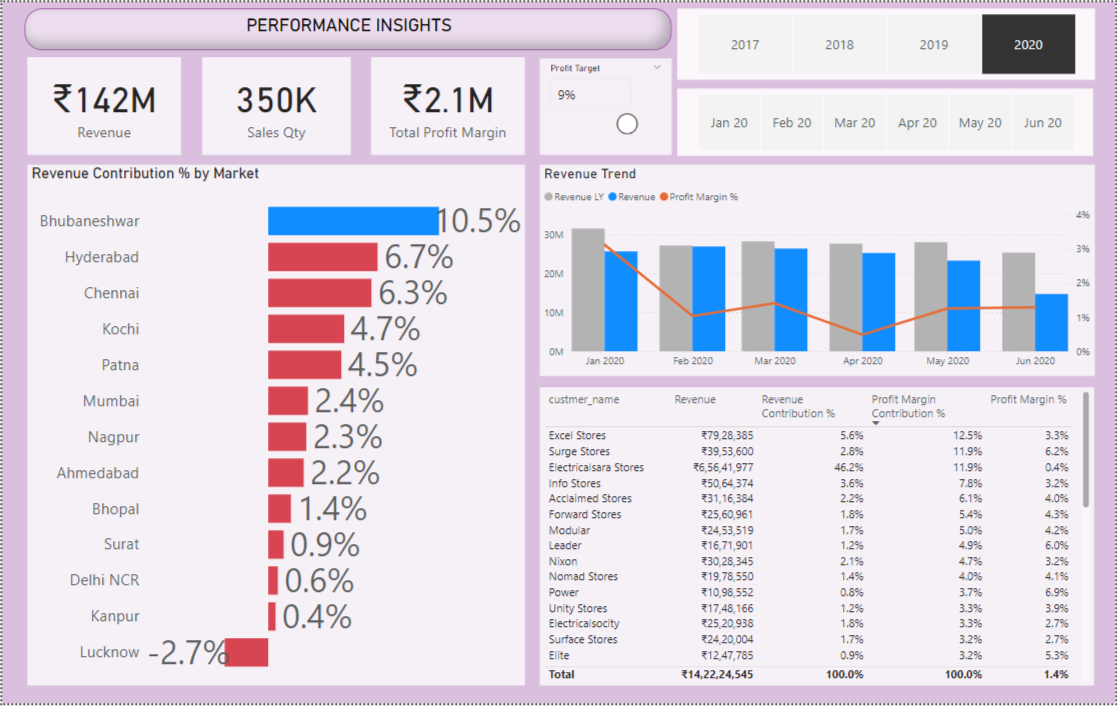 PERFORMANCE INSIGHTS
2017 2018 2019 2020
₹142M
Revenue
350K
Sales Qty
₹2.1M
Total Profit Margin
Profit Target
9%
Jan 20 Feb 20 Mar 20 Apr 20 May 20 Jun 20
Revenue Contribution % by Market
Bhubaneshwar 10.5%
Hyderabad 6.7%
Chennai 6.3%
Kochi 4.7%
Patna 4.5%
Mumbai 2.4%
Nagpur 2.3%
Ahmedabad 2.2%
Bhopal 1.4%
Surat 0.9%
Delhi NCR 0.6%
Kanpur 0.4%
Lucknow -2.7%
Revenue Trend
Revenue LY Revenue Profit Margin %
4%
30M 3%
20M 2%
10M 1%
0M 0%
Jan 2020 Feb 2020 Mar 2020 Apr 2020 May 2020 Jun 2020
custmer_name Revenue Revenue Contribution % Profit Margin Contribution % Profit Margin %
Excel Stores ₹79,28,385 5.6% 12.5% 3.3%
Surge Stores ₹39,53,600 2.8% 11.9% 6.2%
Electricalsara Stores ₹6,56,41,977 46.2% 11.9% 0.4%
Info Stores ₹50,64,374 3.6% 7.8% 3.2%
Acclaimed Stores ₹31,16,384 2.2% 6.1% 4.0%
Forward Stores ₹25,60,961 1.8% 5.4% 4.3%
Modular ₹24,53,519 1.7% 5.0% 4.2%
Leader ₹16,71,901 1.2% 4.9% 6.0%
Nixon ₹30,28,345 2.1% 4.7% 3.2%
Nomad Stores ₹19,78,550 1.4% 4.0% 4.1%
Power ₹10,98,552 0.8% 3.7% 6.9%
Unity Stores ₹17,48,166 1.2% 3.3% 3.9%
Electricalsocity ₹25,20,938 1.8% 3.3% 2.7%
Surface Stores ₹24,20,004 1.7% 3.2% 2.7%
Elite ₹12,47,785 0.9% 3.2% 5.3%
Total ₹14,22,24,545 100.0% 100.0% 1.4%